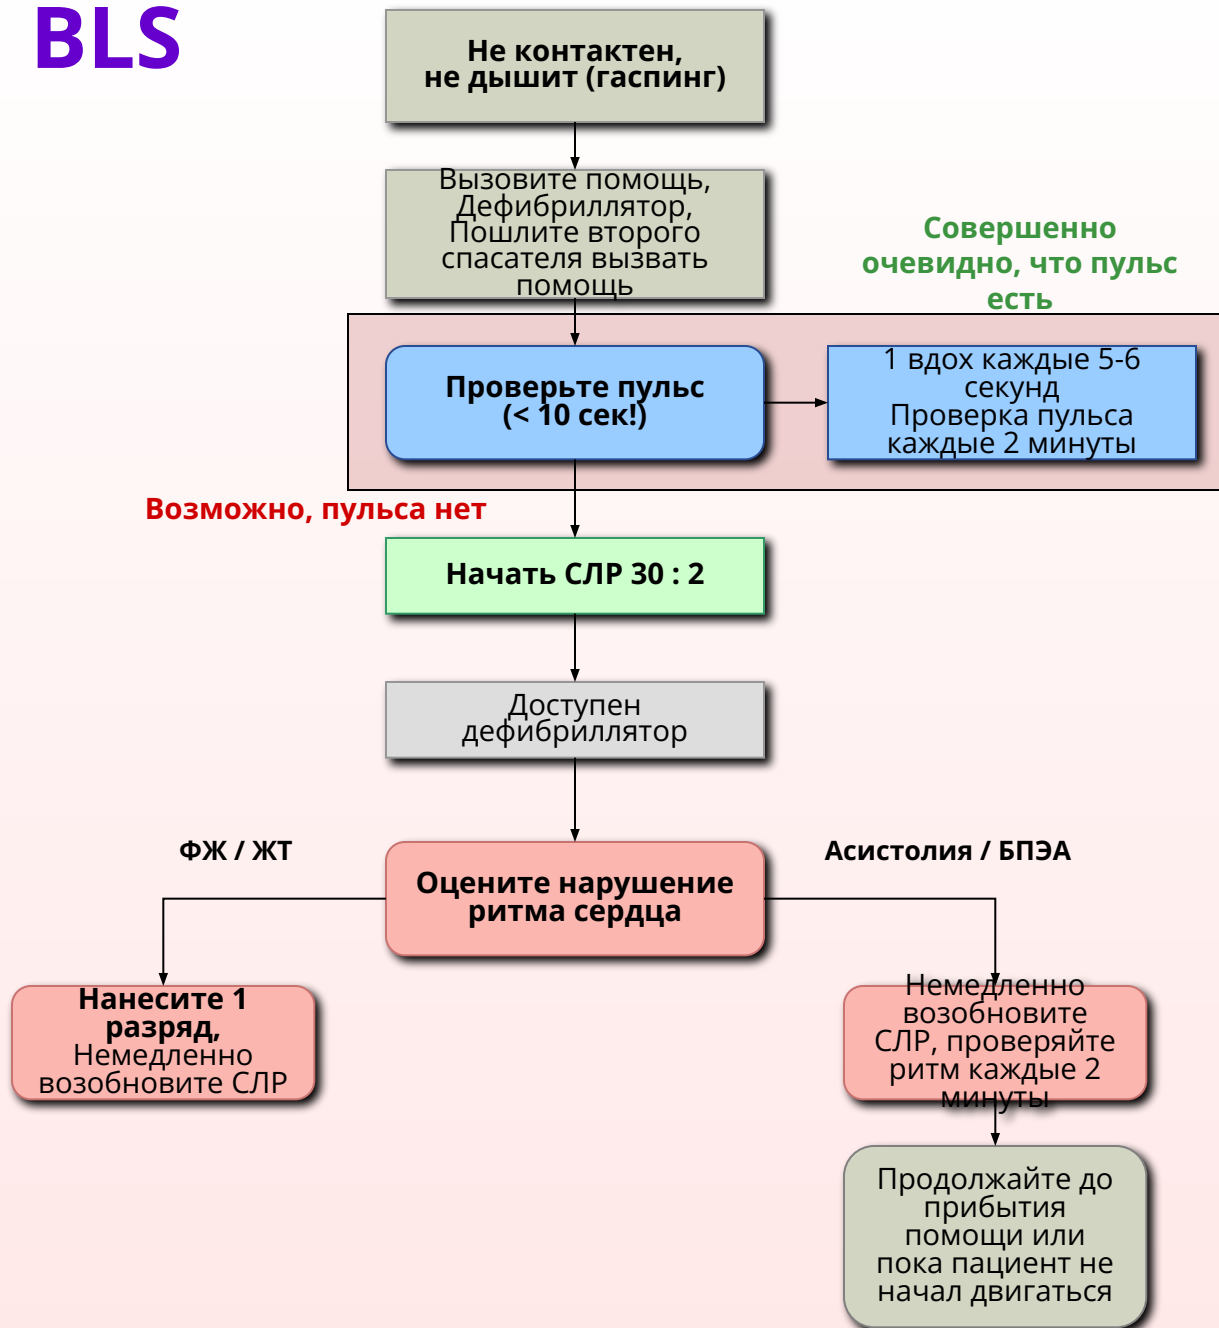 BLS
Не контактен,
не дышит (гаспинг)
Вызовите помощь,
Дефибриллятор,
Пошлите второго
спасателя вызвать
помощь
Совершенно
очевидно, что пульс
есть
Проверьте пульс
(< 10 сек!)
1 вдох каждые 5-6
секунд
Проверка пульса
каждые 2 минуты
Возможно, пульса нет
Начать СЛР 30 : 2
Доступен
дефибриллятор
ФЖ / ЖТ
Асистолия / БПЭА
Оцените нарушение
ритма сердца
Нанесите 1
разряд,
Немедленно
возобновите СЛР
Немедленно
возобновите
СЛР, проверяйте
ритм каждые 2
минуты
Продолжайте до
прибытия
помощи или
пока пациент не
начал двигаться